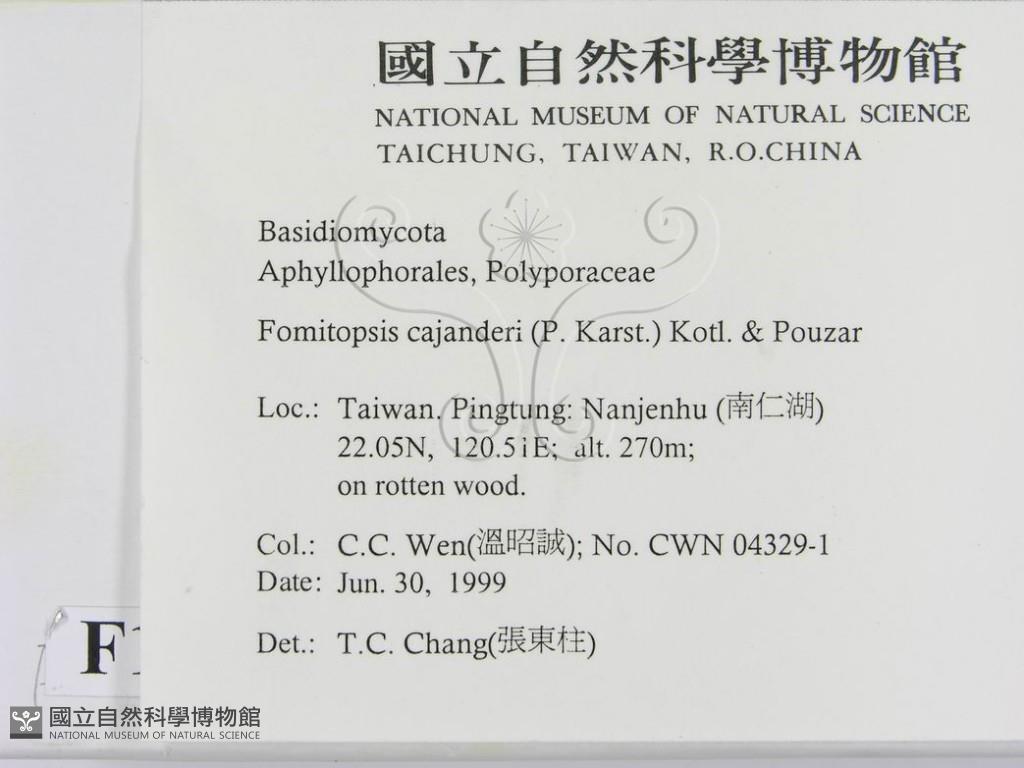 國立自然科學博物館
NATIONAL MUSEUM OF NATURAL SCIENCE
TAICHUNG, TAIWAN, R.O.CHINA
Basidiomycota
Aphyllophorales, Polyporaceae
Fomitopsis cajanderi (P. Karst.) Kotl. & Pouzar
Loc.: Taiwan. Pingtung: Nanjenhu (南仁湖)
22.05N, 120.51E; alt. 270m;
on rotten wood.
Col.: C.C. Wen(溫昭誠); No. CWN 04329-1
Date: Jun. 30, 1999
Det.: T.C. Chang(張東柱)
F1
國立自然科學博物館
NATIONAL MUSEUM OF NATURAL SCIENCE